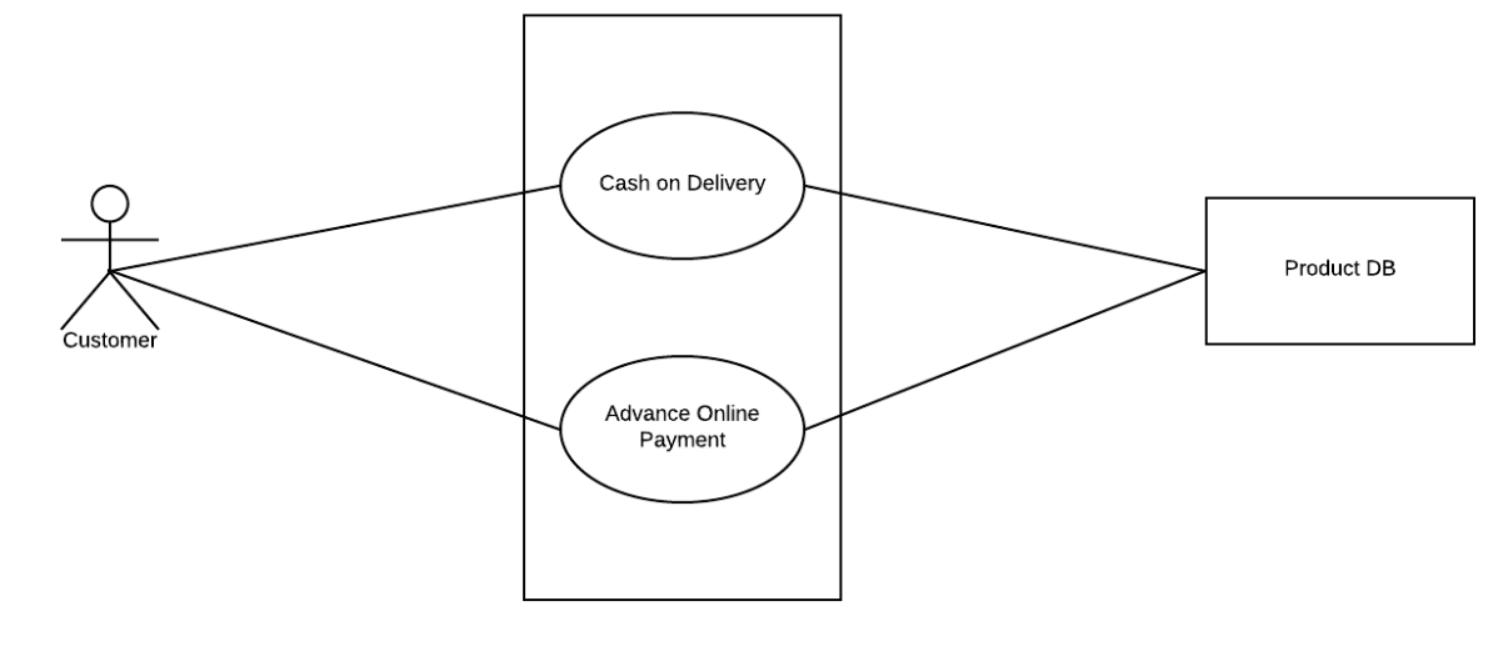 Cash on Delivery
Customer
Product DB
Advance Online
Payment